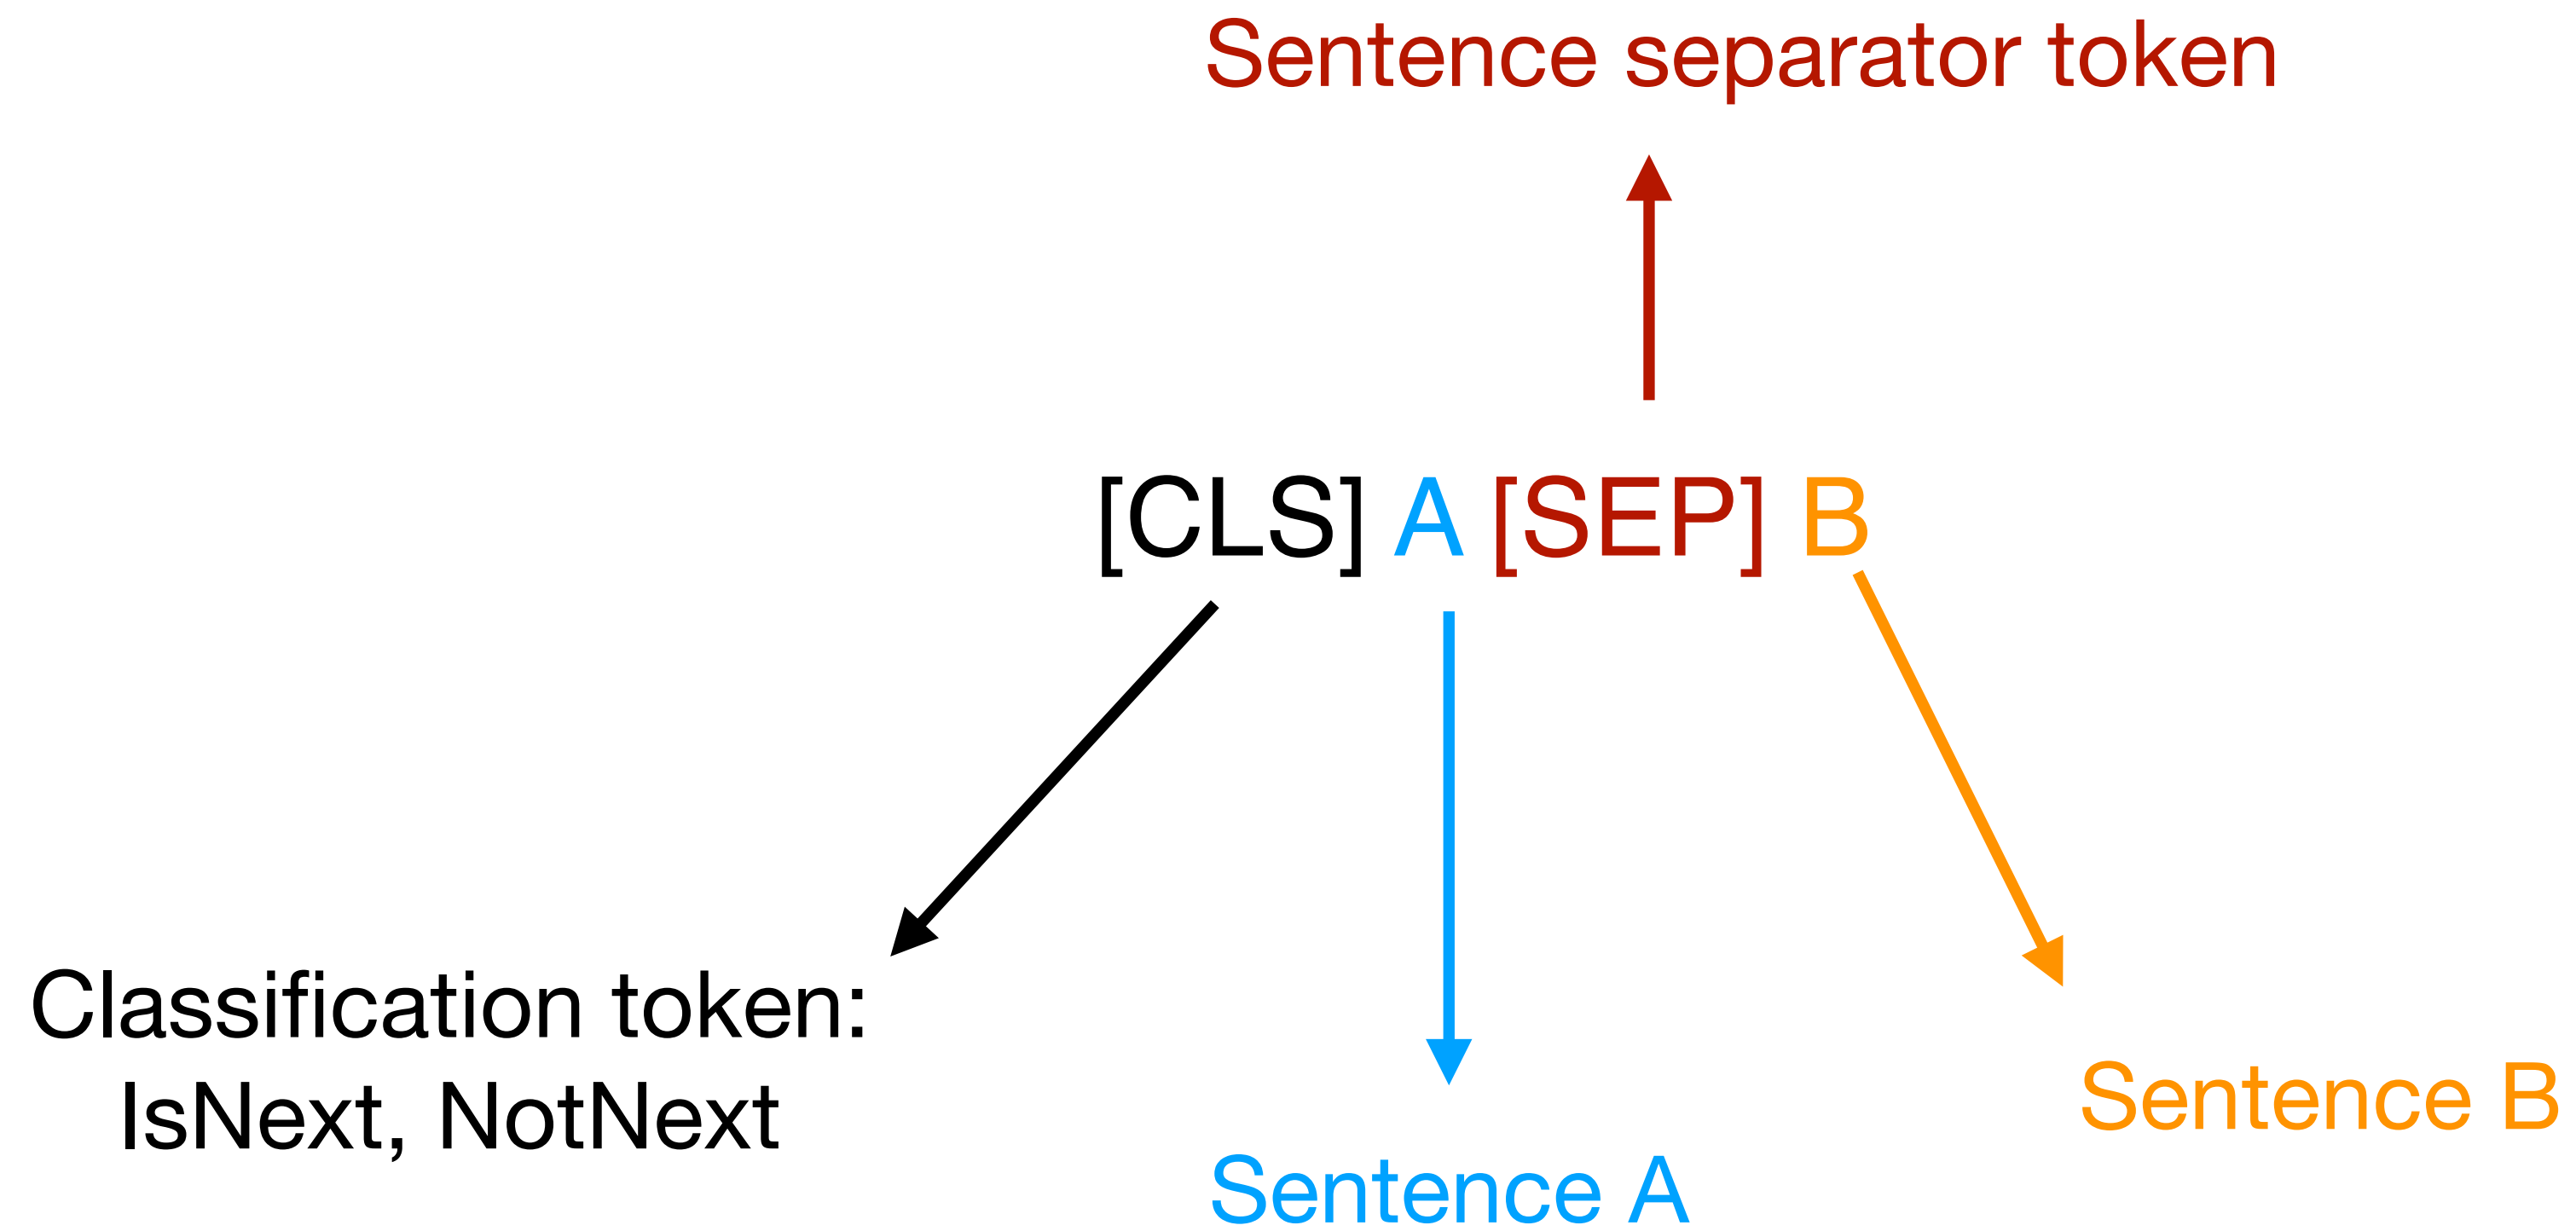 Sentence separator token
[CLS] A [SEP] B
Classification token:
IsNext, NotNext
Sentence A
Sentence B